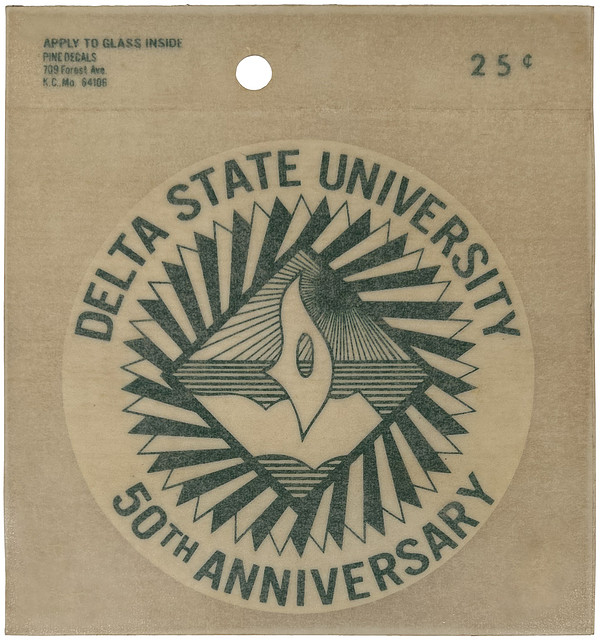 APPLY TO GLASS INSIDE
PINE DECALS
709 Forest Ave.
K.C. Mo. 64106
25¢
DELTA STATE UNIVERSITY
50TH ANNIVERSARY